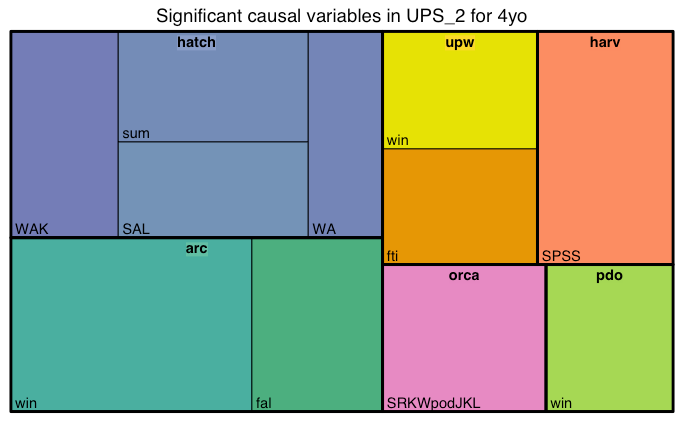 Significant causal variables in UPS_2 for 4yo
hatch
WAK
sum
SAL
WA
arc
win
fal
upw
win
fti
harv
SPSS
orca
SRKWpodJKL
pdo
win